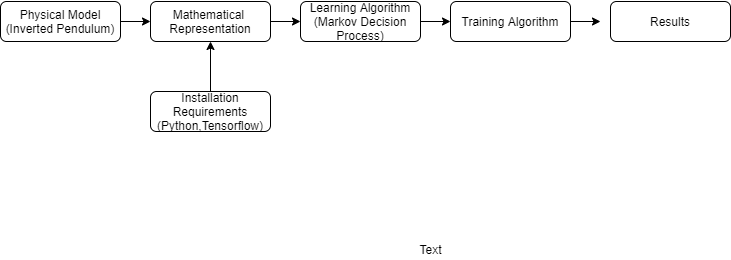 Physical Model
(Inverted Pendulum)
Mathematical
Representation
Learning Algorithm
(Markov Decision
Process)
Training Algorithm
Results
Installation
Requirements
(Python,Tensorflow)
Text